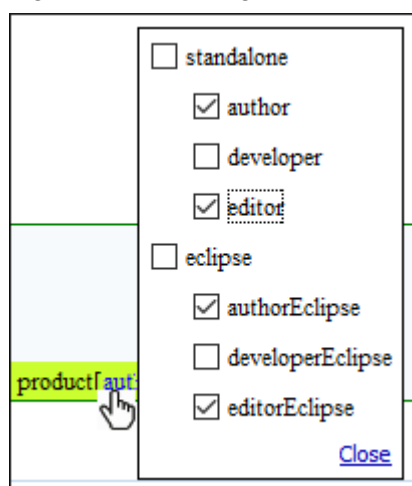 standalone
author
developer
editor
eclipse
authorEclipse
developerEclipse
product[
editorEclipse
Close